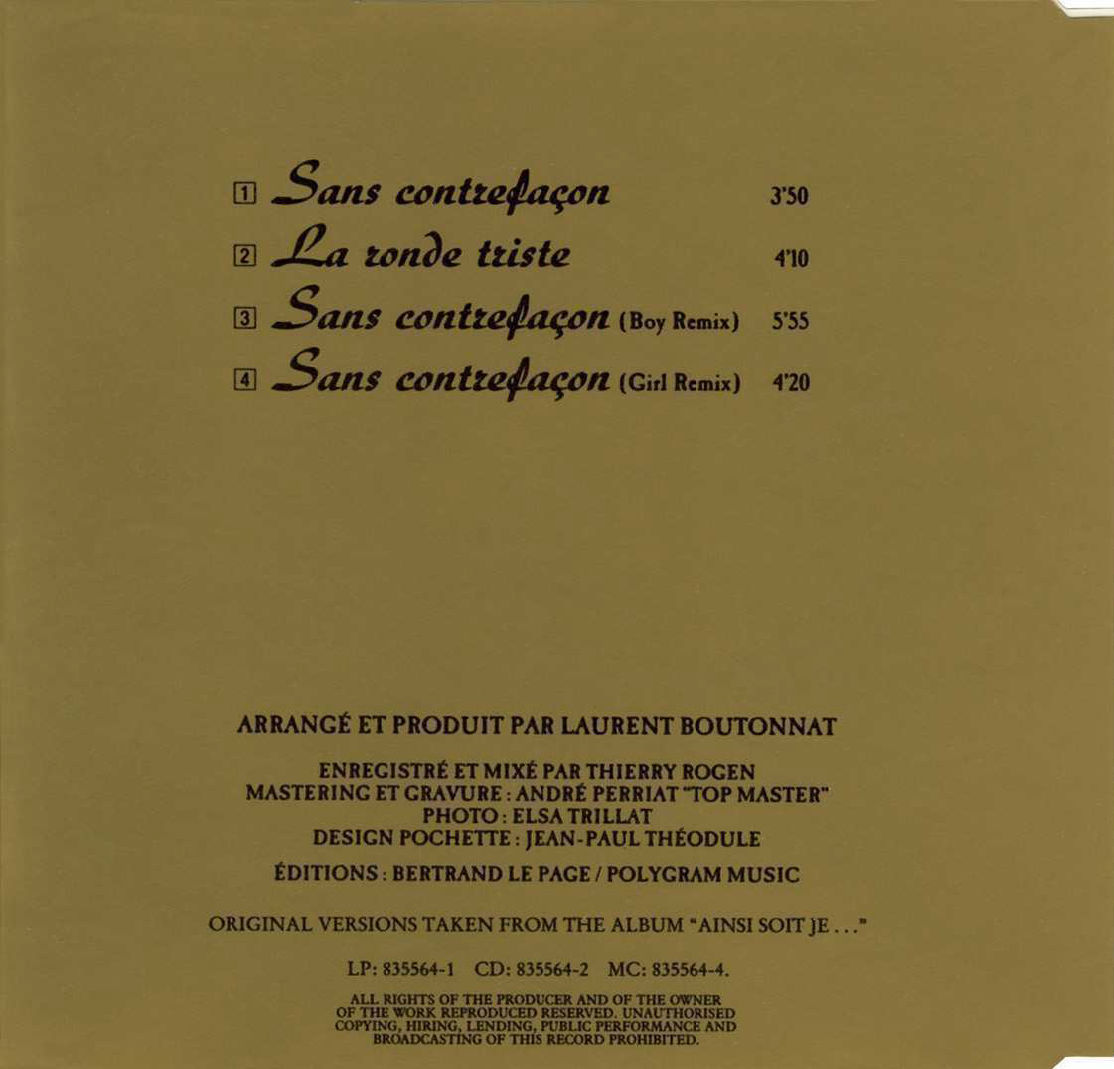 1 Sans contrefaçon 3'50
2 La ronde triste 4'10
3 Sans contrefaçon (Boy Remix) 5'55
4 Sans contrefaçon (Girl Remix) 4'20
ARRANGÉ ET PRODUIT PAR LAURENT BOUTONNAT
ENREGISTRÉ ET MIXÉ PAR THIERRY ROGEN
MASTERING ET GRAVURE : ANDRÉ PERRIAT "TOP MASTER"
PHOTO : ELSA TRILLAT
DESIGN POCHETTE : JEAN-PAUL THÉODULE
ÉDITIONS : BERTRAND LE PAGE / POLYGRAM MUSIC
ORIGINAL VERSIONS TAKEN FROM THE ALBUM "AINSI SOIT JE . . ."
LP: 835564-1 CD: 835564-2 MC: 835564-4.
ALL RIGHTS OF THE PRODUCER AND OF THE OWNER
OF THE WORK REPRODUCED RESERVED. UNAUTHORISED
COPYING, HIRING, LENDING, PUBLIC PERFORMANCE AND
BROADCASTING OF THIS RECORD PROHIBITED.